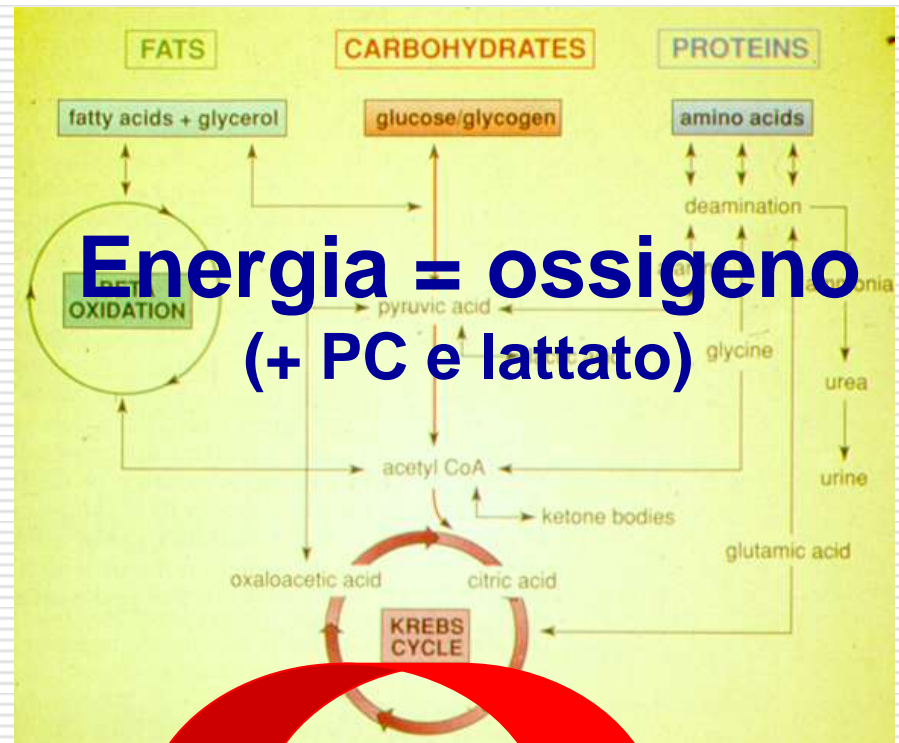 FATS CARBOHYDRATES PROTEINS
fatty acids + glycerol glucose/glycogen amino acids
deamination
Energia = ossigeno
OXIDATION
pyruvic acid
(+ PC e lattato)
glycine
urea
acetyl CoA
urine
ketone bodies
glutamic acid
oxaloacetic acid citric acid
KREBS
CYCLE